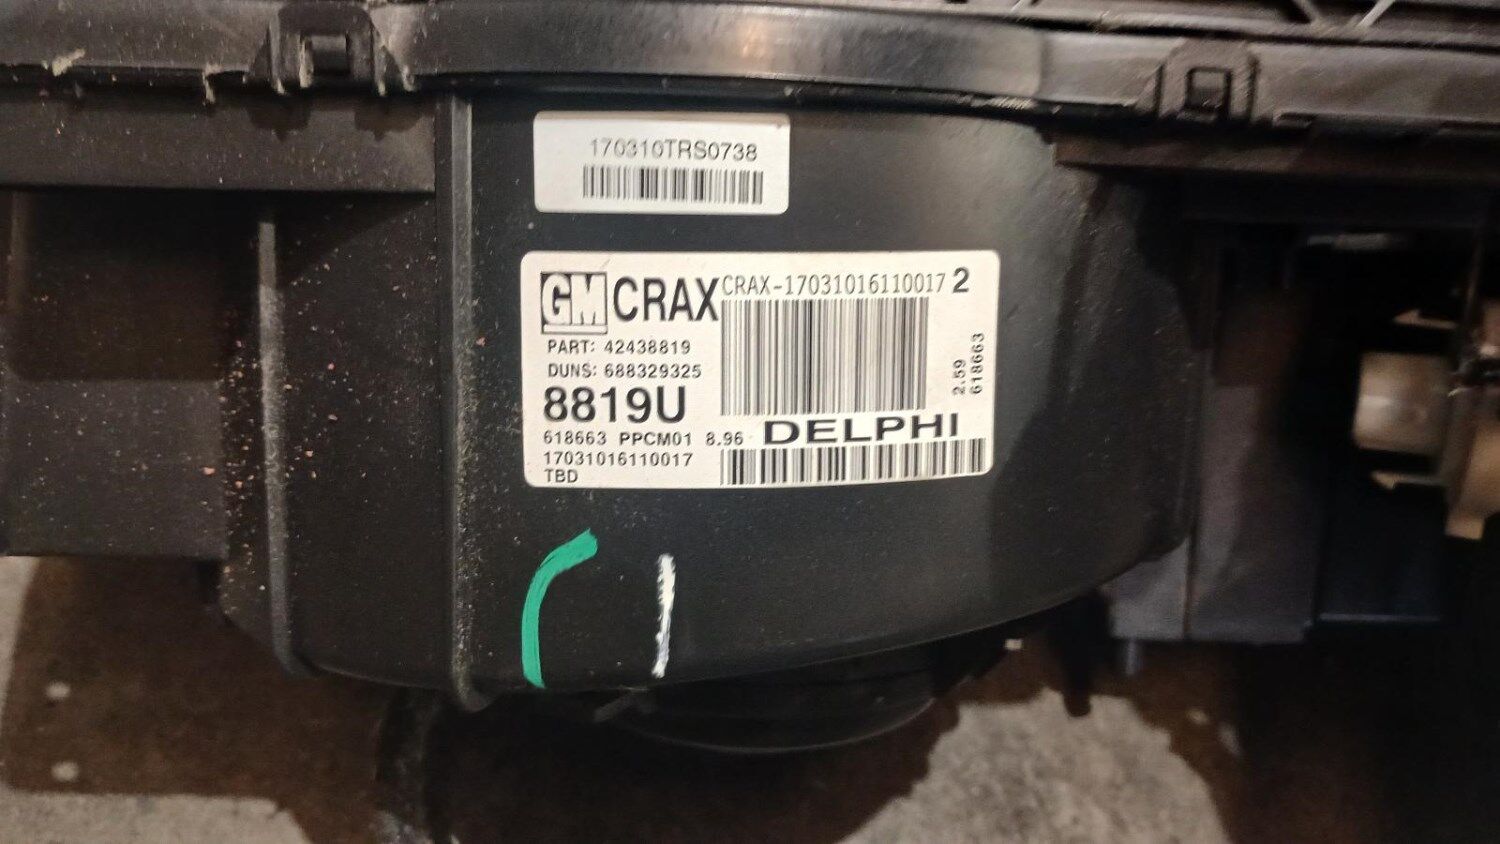 170310TRS0738
GM CRAX CRAX-17031016110017 2
PART: 42438819
DUNS: 688329325
8819U
618663 PPCM01 8.96 DELPHI
17031016110017
TBD
2.59
618663